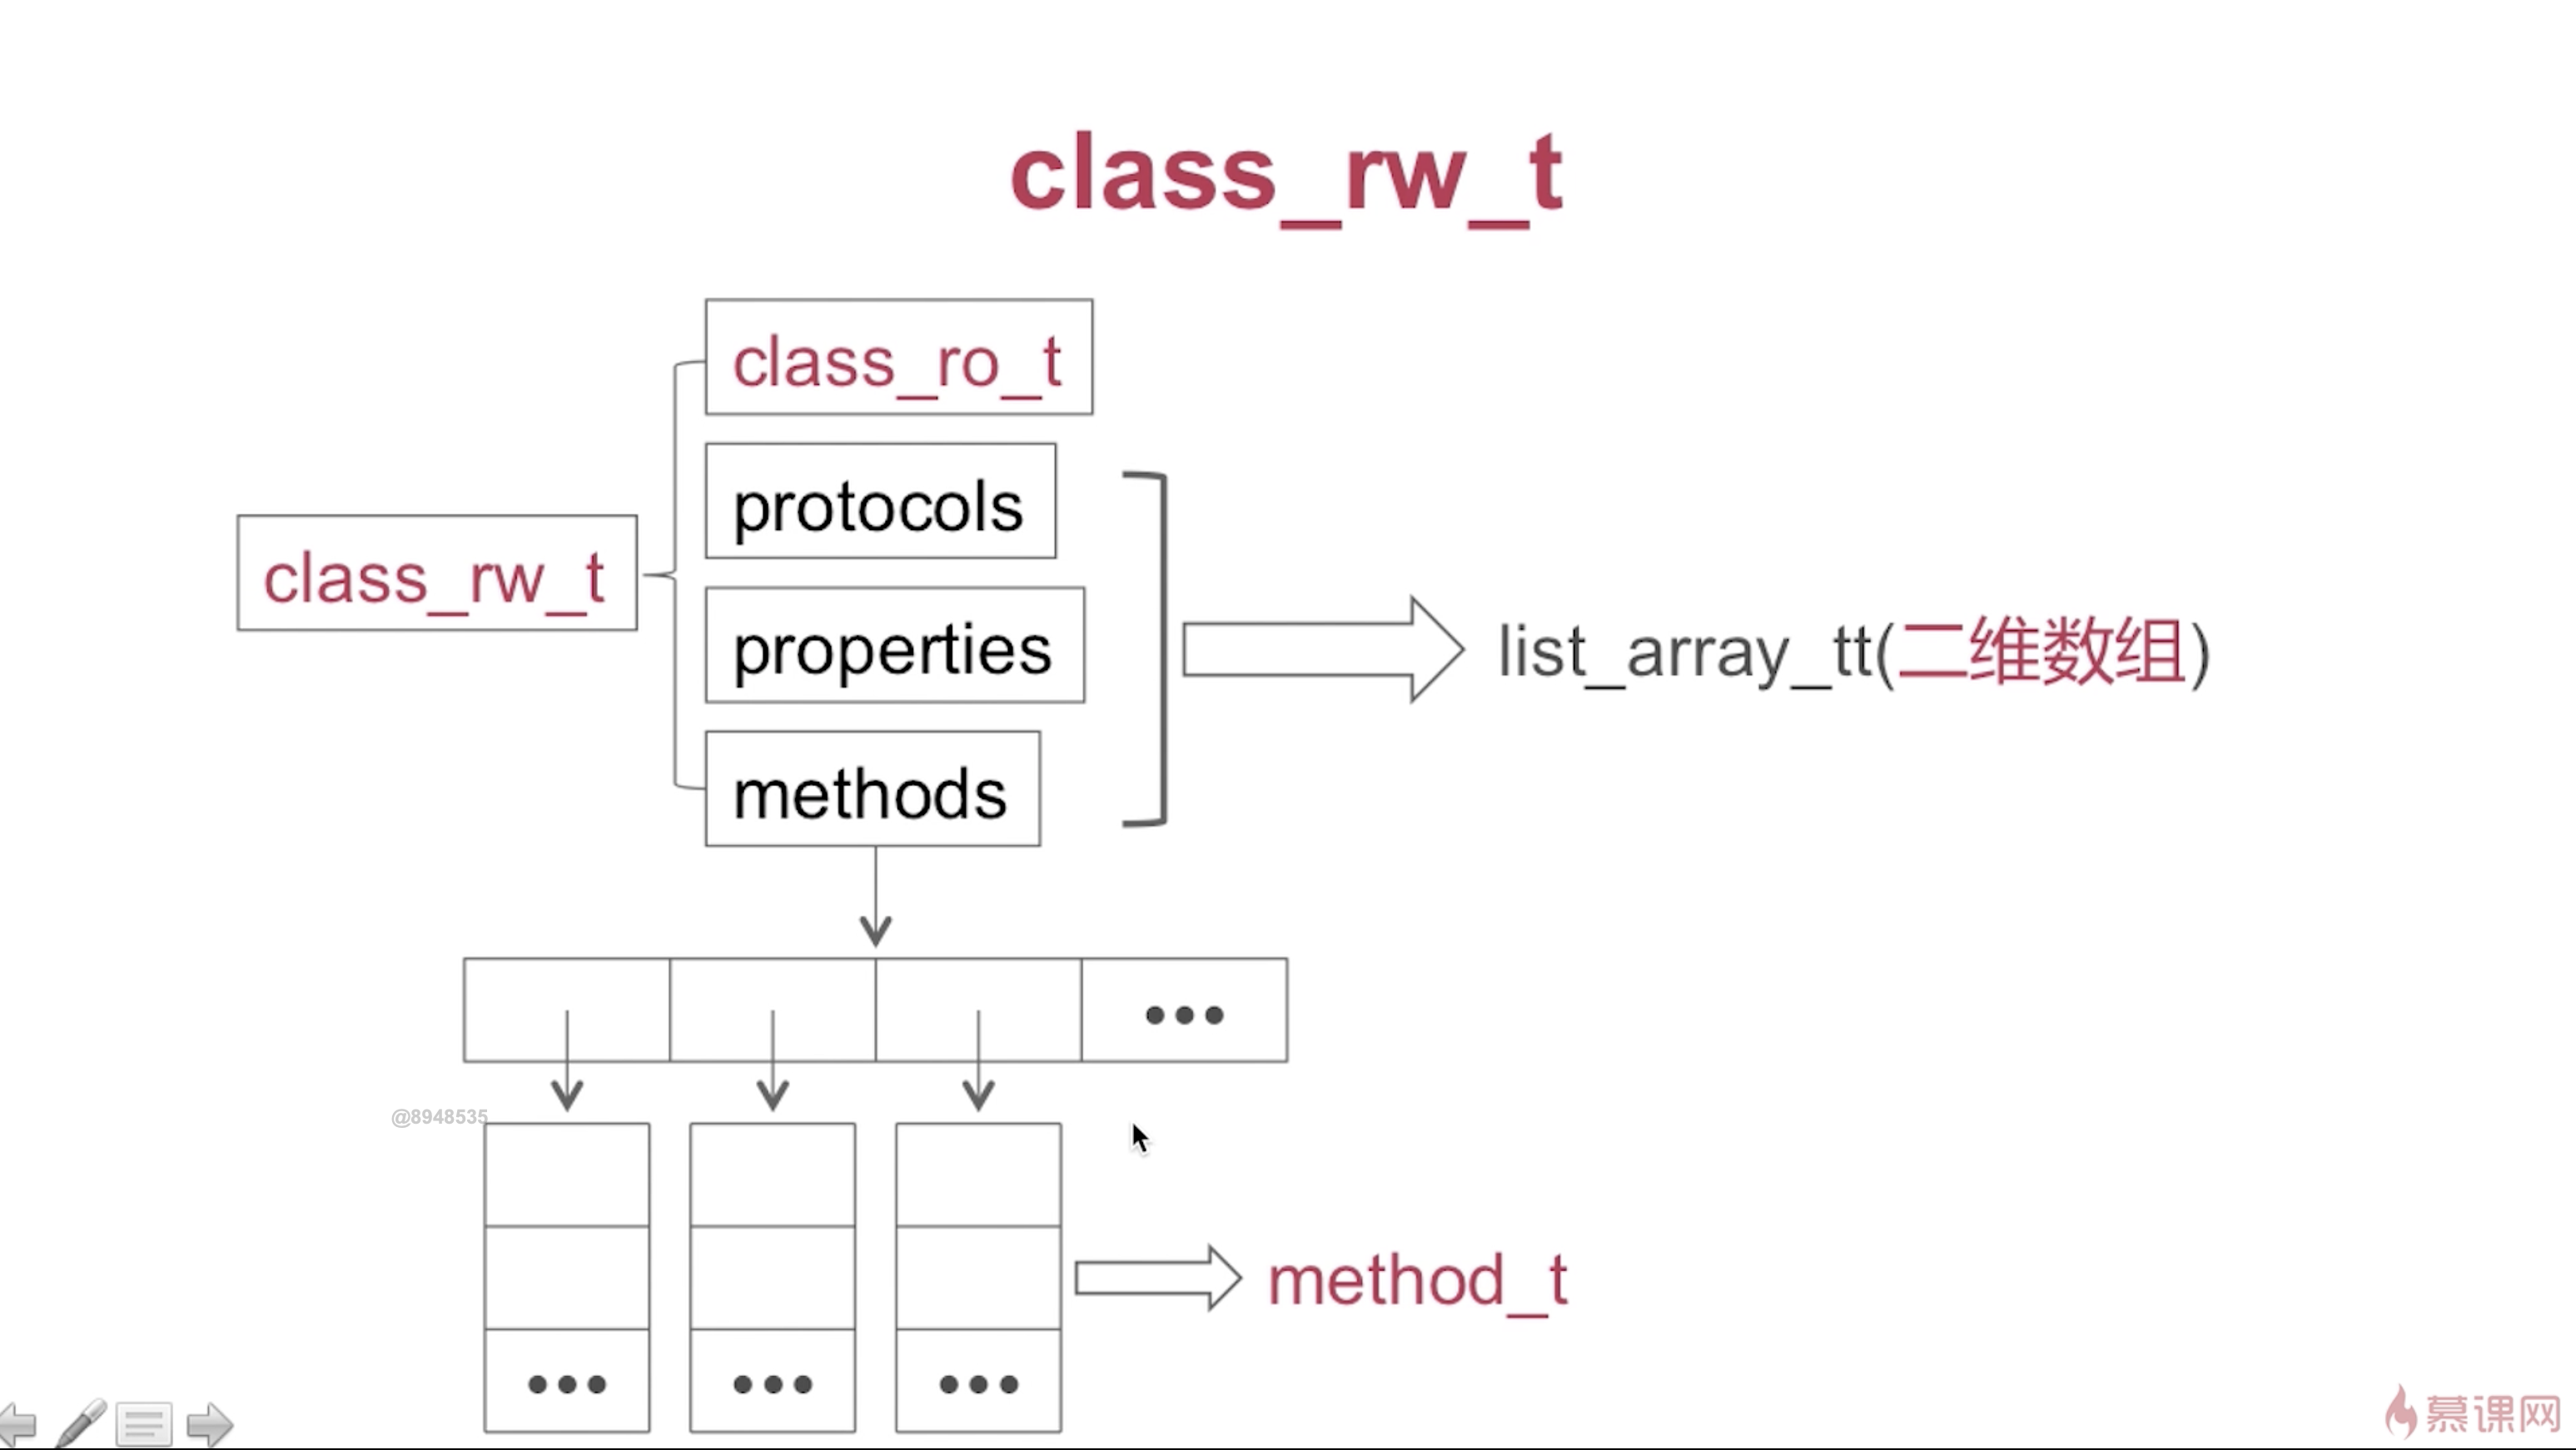 class_rw_t
class_ro_t
protocols
class_rw_t
properties
list_array_tt(二维数组)
methods
•••
@8948535
method_t
••• ••• •••
慕课网